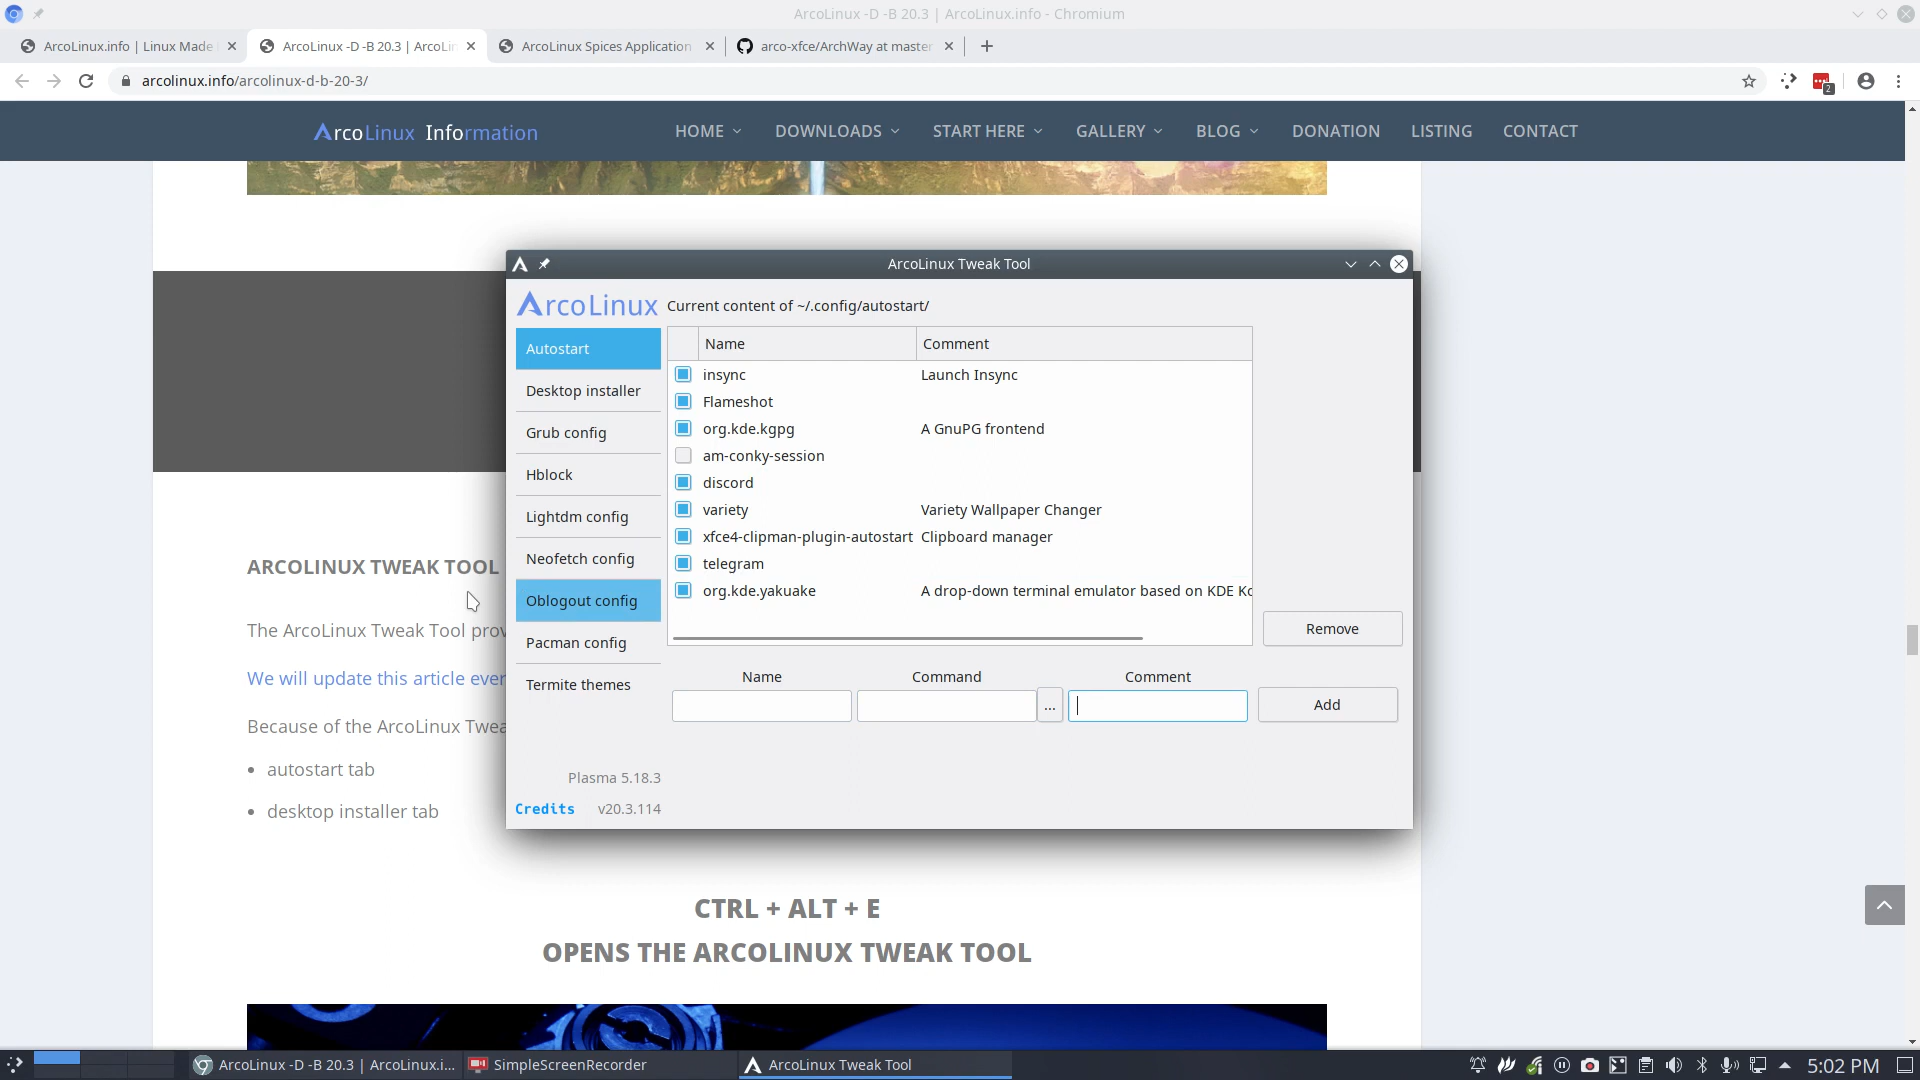 ArcoLinux -D -B 20.3 | ArcoLinux.info - Chromium
ArcoLinux.info | Linux Made
ArcoLinux -D -B 20.3 | ArcoLin
ArcoLinux Spices Application
arco-xfce/ArchWay at master
arcolinux.info/arcolinux-d-b-20-3/
2
ArcoLinux Information
HOME
DOWNLOADS
START HERE
GALLERY
BLOG
DONATION
LISTING
CONTACT
ArcoLinux Tweak Tool
ArcoLinux
Current content of ~/.config/autostart/
Autostart
Desktop installer
Grub config
Hblock
Lightdm config
Neofetch config
Oblogout config
Pacman config
Termite themes
Name Comment
insync Launch Insync
Flameshot
org.kde.kgpg A GnuPG frontend
am-conky-session
discord
variety Variety Wallpaper Changer
xfce4-clipman-plugin-autostart Clipboard manager
telegram
org.kde.yakuake A drop-down terminal emulator based on KDE Ko
Remove
Name Command Comment
...
Add
Plasma 5.18.3
Credits v20.3.114
ARCOLINUX TWEAK TOOL
The ArcoLinux Tweak Tool prov
We will update this article ever
Because of the ArcoLinux Twea
• autostart tab
• desktop installer tab
CTRL + ALT + E
OPENS THE ARCOLINUX TWEAK TOOL
ArcoLinux -D -B 20.3 | ArcoLinux.i...
SimpleScreenRecorder
ArcoLinux Tweak Tool
5:02 PM